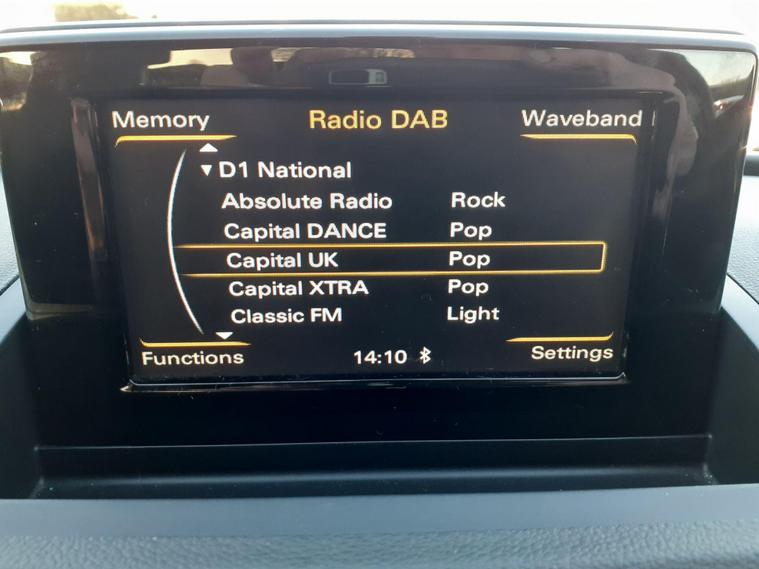 Memory Radio DAB Waveband
D1 National
Absolute Radio Rock
Capital DANCE Pop
Capital UK Pop
Capital XTRA Pop
Classic FM Light
Functions 14:10 Settings